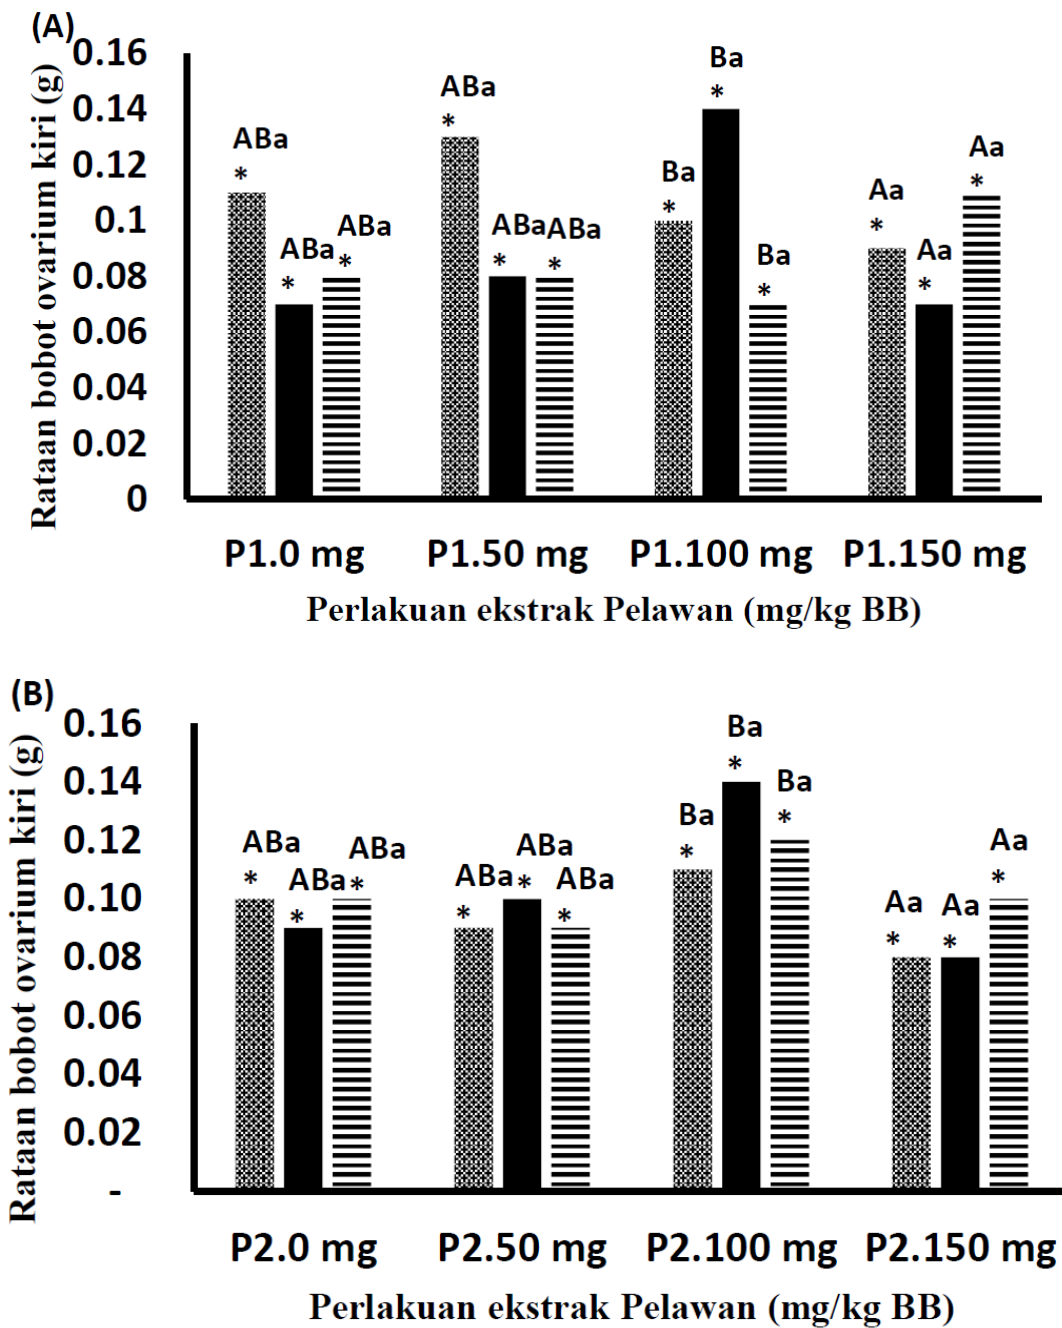 (A)
Rataan bobot ovarium kiri (g)
0.16
0.14
0.12
0.1
0.08
0.06
0.04
0.02
0
ABa
*
ABa
*
ABa
*
ABa
*
ABa
*
ABa
*
Ba
*
Ba
*
Ba
*
Aa
*
Aa
*
Aa
*
P1.0 mg P1.50 mg P1.100 mg P1.150 mg
Perlakuan ekstrak Pelawan (mg/kg BB)
(B)
Rataan bobot ovarium kiri (g)
0.16
0.14
0.12
0.10
0.08
0.06
0.04
0.02
-
ABa
*
ABa
*
ABa
*
ABa
*
ABa
*
ABa
*
Ba
*
Ba
*
Ba
*
Aa
*
Aa
*
Aa
*
P2.0 mg P2.50 mg P2.100 mg P2.150 mg
Perlakuan ekstrak Pelawan (mg/kg BB)